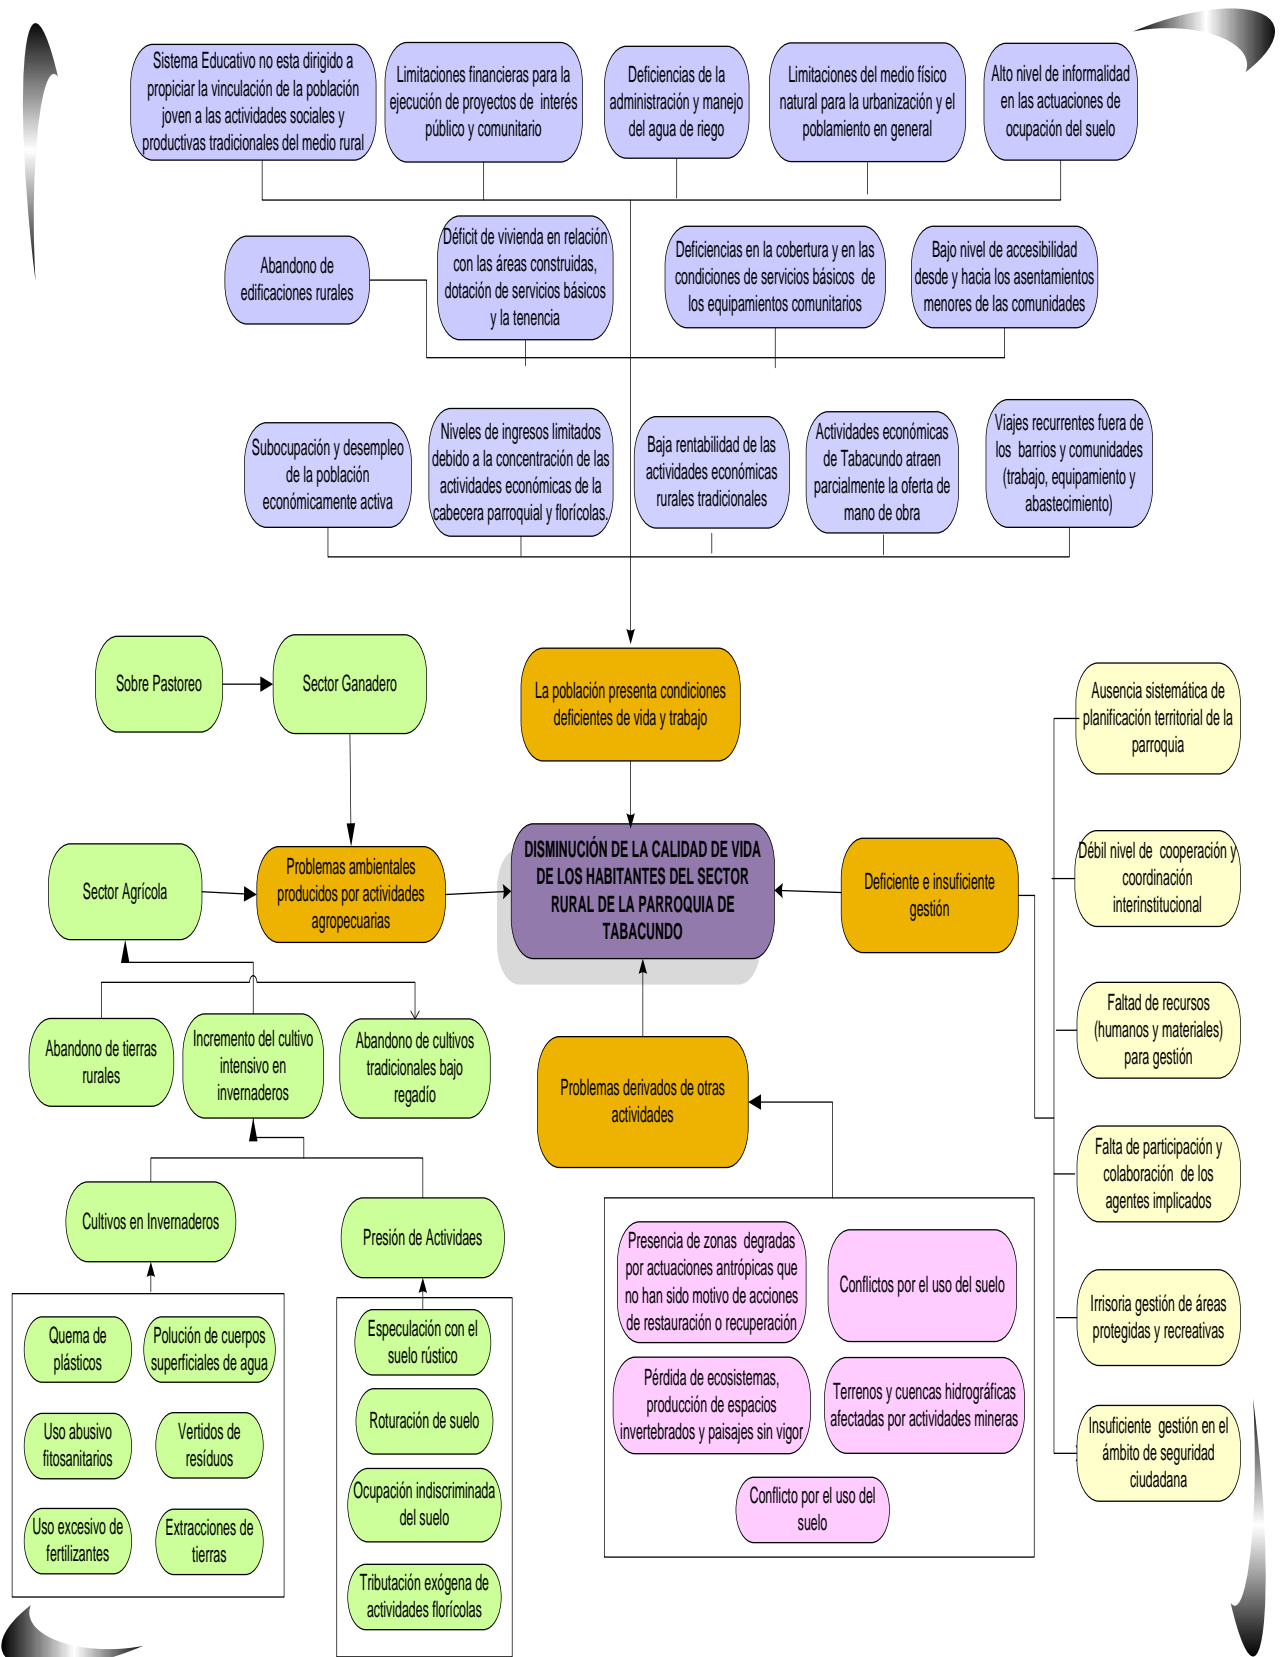 Sistema Educativo no esta dirigido a
propiciar la vinculación de la población
joven a las actividades sociales y
productivas tradicionales del medio rural
Limitaciones financieras para la
ejecución de proyectos de interés
público y comunitario
Deficiencias de la
administración y manejo
del agua de riego
Limitaciones del medio físico
natural para la urbanización y el
poblamiento en general
Alto nivel de informalidad
en las actuaciones de
ocupación del suelo
Abandono de
edificaciones rurales
Déficit de vivienda en relación
con las áreas construidas,
dotación de servicios básicos
y la tenencia
Deficiencias en la cobertura y en las
condiciones de servicios básicos de
los equipamientos comunitarios
Bajo nivel de accesibilidad
desde y hacia los asentamientos
menores de las comunidades
Subocupación y desempleo
de la población
económicamente activa
Niveles de ingresos limitados
debido a la concentración de las
actividades económicas de la
cabecera parroquial y florícolas.
Baja rentabilidad de las
actividades económicas
rurales tradicionales
Actividades económicas
de Tabacundo atraen
parcialmente la oferta de
mano de obra
Viajes recurrentes fuera de
los barrios y comunidades
(trabajo, equipamiento y
abastecimiento)
Sobre Pastoreo
Sector Ganadero
La población presenta condiciones
deficientes de vida y trabajo
Ausencia sistemática de
planificación territorial de la
parroquia
Sector Agrícola
Problemas ambientales
producidos por actividades
agropecuarias
DISMINUCIÓN DE LA CALIDAD DE VIDA
DE LOS HABITANTES DEL SECTOR
RURAL DE LA PARROQUIA DE
TABACUNDO
Deficiente e insuficiente
gestión
Débil nivel de cooperación y
coordinación
interinstitucional
Abandono de tierras
rurales
Incremento del cultivo
intensivo en
invernaderos
Abandono de cultivos
tradicionales bajo
regadío
Problemas derivados de otras
actividades
Faltad de recursos
(humanos y materiales)
para gestión
Falta de participación y
colaboración de los
agentes implicados
Cultivos en Invernaderos
Presión de Actividaes
Presencia de zonas degradas
por actuaciones antrópicas que
no han sido motivo de acciones
de restauración o recuperación
Conflictos por el uso del suelo
Irrisoria gestión de áreas
protegidas y recreativas
Quema de
plásticos
Polución de cuerpos
superficiales de agua
Especulación con el
suelo rústico
Pérdida de ecosistemas,
producción de espacios
invertebrados y paisajes sin vigor
Terrenos y cuencas hidrográficas
afectadas por actividades mineras
Uso abusivo
fitosanitarios
Vertidos de
resíduos
Roturación de suelo
Insuficiente gestión en el
ámbito de seguridad
ciudadana
Ocupación indiscriminada
del suelo
Conflicto por el uso del
suelo
Uso excesivo de
fertilizantes
Extracciones de
tierras
Tributación exógena de
actividades florícolas